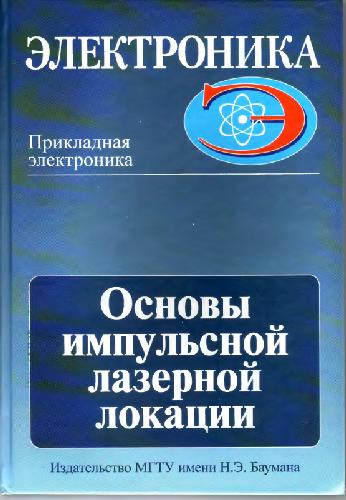 ЭЛЕКТРОНИКА
Э
Прикладная
электроника
Основы
импульсной
лазерной
локации
Издательство МГТУ имени Н.Э. Баумана